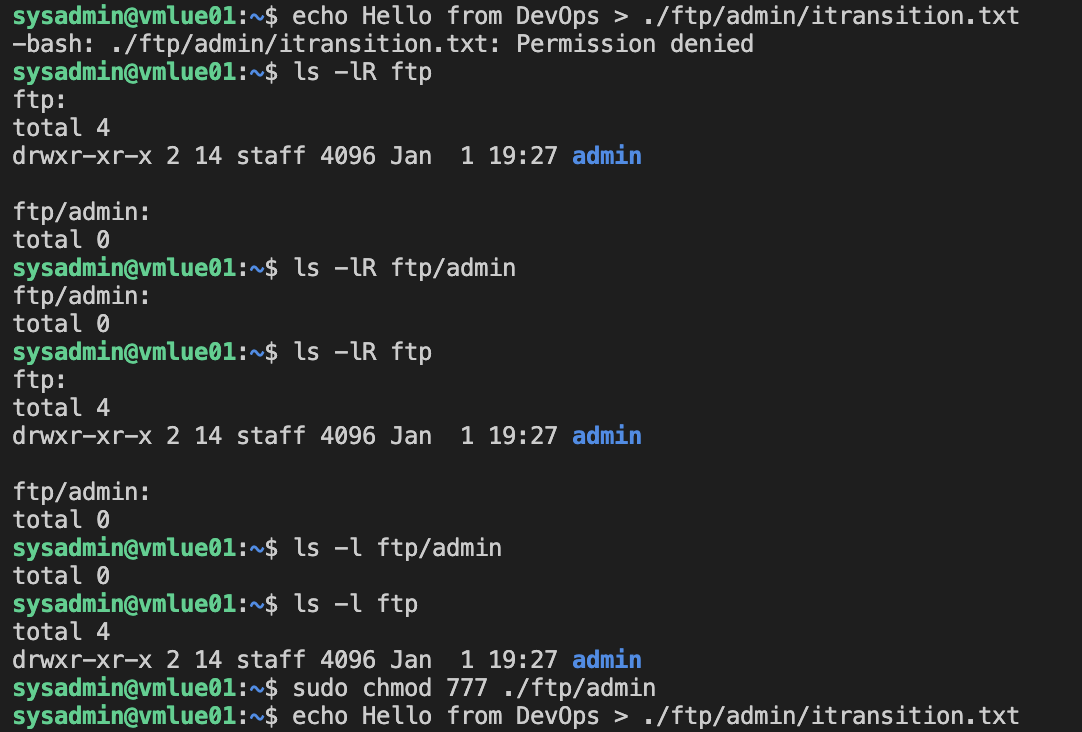 sysadmin@vmlue01:~$ echo Hello from DevOps > ./ftp/admin/itransition.txt
-bash: ./ftp/admin/itransition.txt: Permission denied
sysadmin@vmlue01:~$ ls -lR ftp
ftp:
total 4
drwxr-xr-x 2 14 staff 4096 Jan  1 19:27 admin

ftp/admin:
total 0
sysadmin@vmlue01:~$ ls -lR ftp/admin
ftp/admin:
total 0
sysadmin@vmlue01:~$ ls -lR ftp
ftp:
total 4
drwxr-xr-x 2 14 staff 4096 Jan  1 19:27 admin

ftp/admin:
total 0
sysadmin@vmlue01:~$ ls -l ftp/admin
total 0
sysadmin@vmlue01:~$ ls -l ftp
total 4
drwxr-xr-x 2 14 staff 4096 Jan  1 19:27 admin
sysadmin@vmlue01:~$ sudo chmod 777 ./ftp/admin
sysadmin@vmlue01:~$ echo Hello from DevOps > ./ftp/admin/itransition.txt